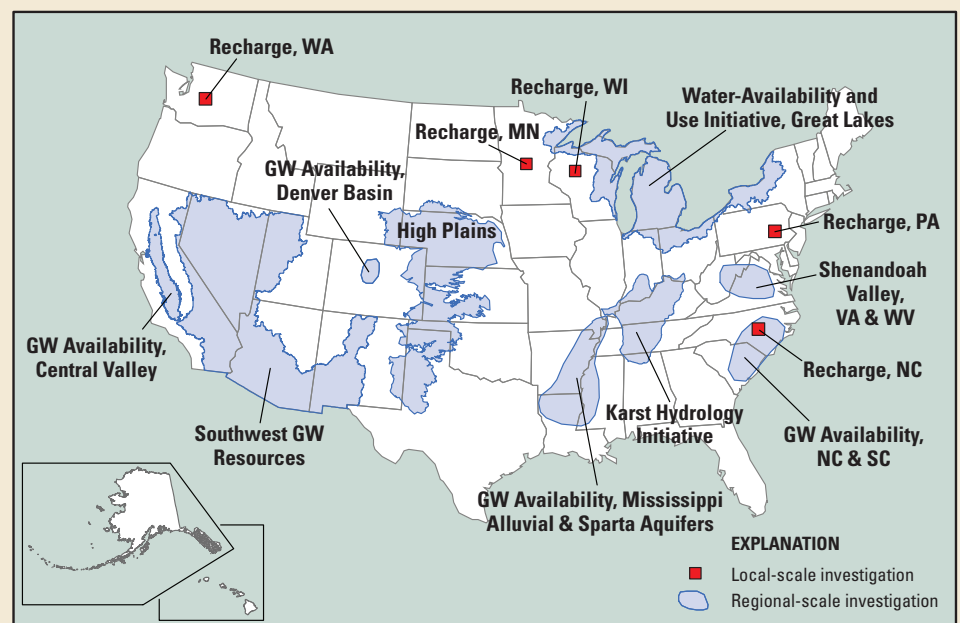 Recharge, WA
Recharge, WI
Water-Availability and
Use Initiative, Great Lakes
Recharge, MN
GW Availability,
Denver Basin
High Plains
Recharge, PA
Shenandoah
Valley,
VA & WV
GW Availability,
Central Valley
Recharge, NC
Karst Hydrology
Initiative
Southwest GW
Resources
GW Availability,
NC & SC
GW Availability, Mississippi
Alluvial & Sparta Aquifers
EXPLANATION
Local-scale investigation
Regional-scale investigation